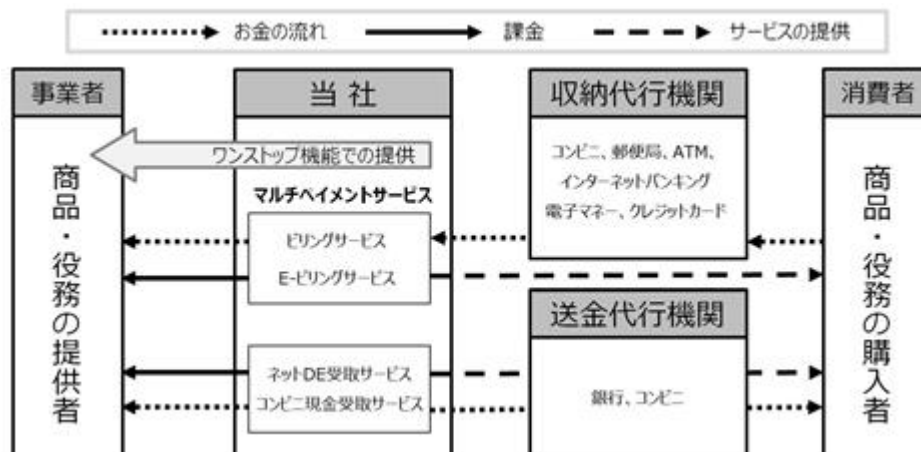 お金の流れ
課金
サービスの提供
事業者
当社
収納代行機関
消費者
ワンストップ機能での提供
コンビニ、郵便局、ATM、
インターネットバンキング
電子マネー、クレジットカード
マルチペイメントサービス
ビリングサービス
E-ビリングサービス
商品・役務の提供者
商品・役務の購入者
送金代行機関
ネットDE受取サービス
コンビニ現金受取サービス
銀行、コンビニ